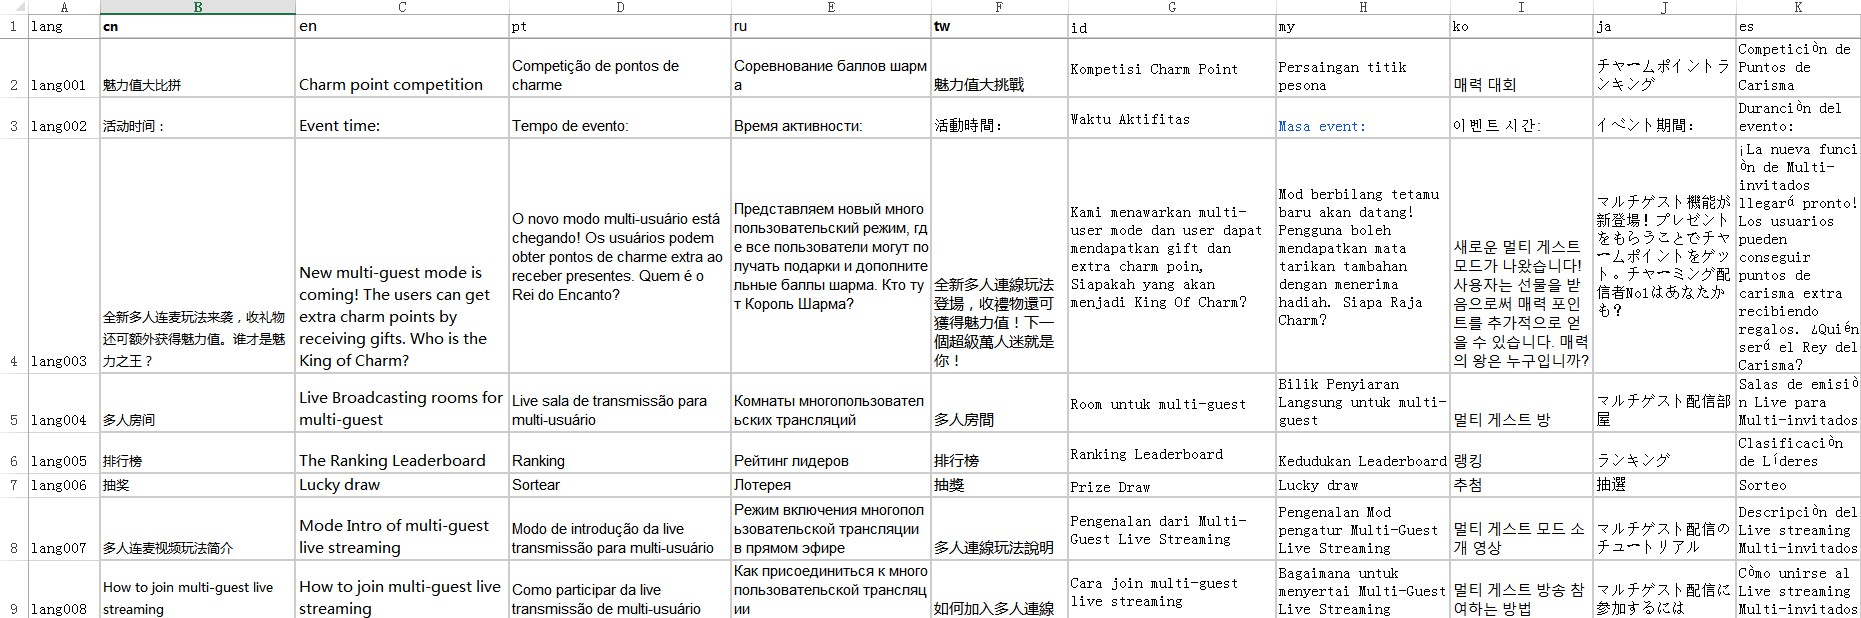 A B C D E F G H I J K
1 lang cn en pt ru tw id my ko ja es
2 lang001
魅力值大比拼
Charm point competition
Competição de pontos de
charme
Соревнование баллов шарм
а
魅力值大挑戰
Kompetisi Charm Point
Persaingan titik
pesona
매력 대회
チャームポイントラ
ンキング
Competiciòn de
Puntos de
Carisma
3 lang002
活动时间：
Event time:
Tempo de evento:
Время активности:
活動時間：
Waktu Aktifitas
Masa event:
이벤트 시간:
イベント期間：
Duranciòn del
evento:
4 lang003
全新多人连麦玩法来袭，收礼物
还可额外获得魅力值。谁才是魅
力之王？
New multi-guest mode is
coming! The users can get
extra charm points by
receiving gifts. Who is the
King of Charm?
O novo modo multi-usuário está
chegando! Os usuários podem
obter pontos de charme extra ao
receber presentes. Quem é o
Rei do Encanto?
Представляем новый много
пользовательский режим, гд
е все пользователи могут по
лучать подарки и дополните
льные баллы шарма. Кто ту
т Король Шарма?
全新多人連線玩法
登場，收禮物還可
獲得魅力值！下一
個超級萬人迷就是
你！
Kami menawarkan multi-
user mode dan user dapat
mendapatkan gift dan
extra charm poin,
Siapakah yang akan
menjadi King Of Charm?
Mod berbilang tetamu
baru akan datang!
Pengguna boleh
mendapatkan mata
tarikan tambahan
dengan menerima
hadiah. Siapa Raja
Charm?
새로운 멀티 게스트
모드가 나왔습니다!
사용자는 선물을 받
음으로써 매력 포인
트를 추가적으로 얻
을 수 있습니다. 매력
의 왕은 누구입니까?
マルチゲスト機能が
新登場！プレゼント
をもらうことでチャ
ームポイントをゲッ
ト。チャーミング配
信者No1はあなたか
も？
¡La nueva funci
òn de Multi-
invitados
llegará pronto!
Los usuarios
pueden
conseguir
puntos de
carisma extra
recibiendo
regalos. ¿Quién
será el Rey del
Carisma?
5 lang004
多人房间
Live Broadcasting rooms for
multi-guest
Live sala de transmissão para
multi-usuário
Комнаты многопользовател
ьских трансляций
多人房間
Room untuk multi-guest
Bilik Penyiaran
Langsung untuk multi-
guest
멀티 게스트 방
マルチゲスト配信部
屋
Salas de emisiò
n Live para
Multi-invitados
6 lang005
排行榜
The Ranking Leaderboard
Ranking
Рейтинг лидеров
排行榜
Ranking Leaderboard
Kedudukan Leaderboard
랭킹
ランキング
Clasificaciòn
de Líderes
7 lang006
抽奖
Lucky draw
Sortear
Лотерея
抽獎
Prize Draw
Lucky draw
추첨
抽選
Sorteo
8 lang007
多人连麦视频玩法简介
Mode Intro of multi-guest
live streaming
Modo de introdução da live
transmissão para multi-usuário
Режим включения многопол
ьзовательской трансляции
в прямом эфире
多人連線玩法說明
Pengenalan dari Multi-
Guest Live Streaming
Pengenalan Mod
pengatur Multi-Guest
Live Streaming
멀티 게스트 모드 소
개 영상
マルチゲスト配信の
チュートリアル
Descripciòn del
Live streaming
Multi-invitados
9 lang008
How to join multi-guest live
streaming
How to join multi-guest live
streaming
Como participar da live
transmissão de multi-usuário
Как присоединиться к много
пользовательской трансляц
ии
如何加入多人連線
Cara join multi-guest
live streaming
Bagaimana untuk
menyertai Multi-Guest
Live Streaming
멀티 게스트 방송 참
여하는 방법
マルチゲスト配信に
参加するには
Còmo unirse al
Live streaming
Multi-invitados